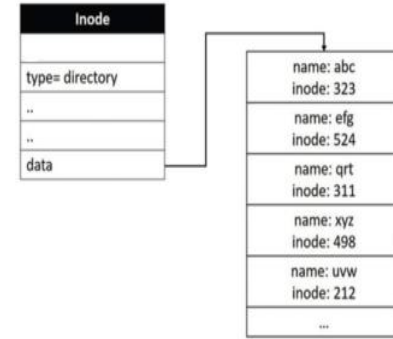 Inode
type= directory
..
..
data
name: abc
inode: 323
name: efg
inode: 524
name: qrt
inode: 311
name: xyz
inode: 498
name: uvw
inode: 212
...